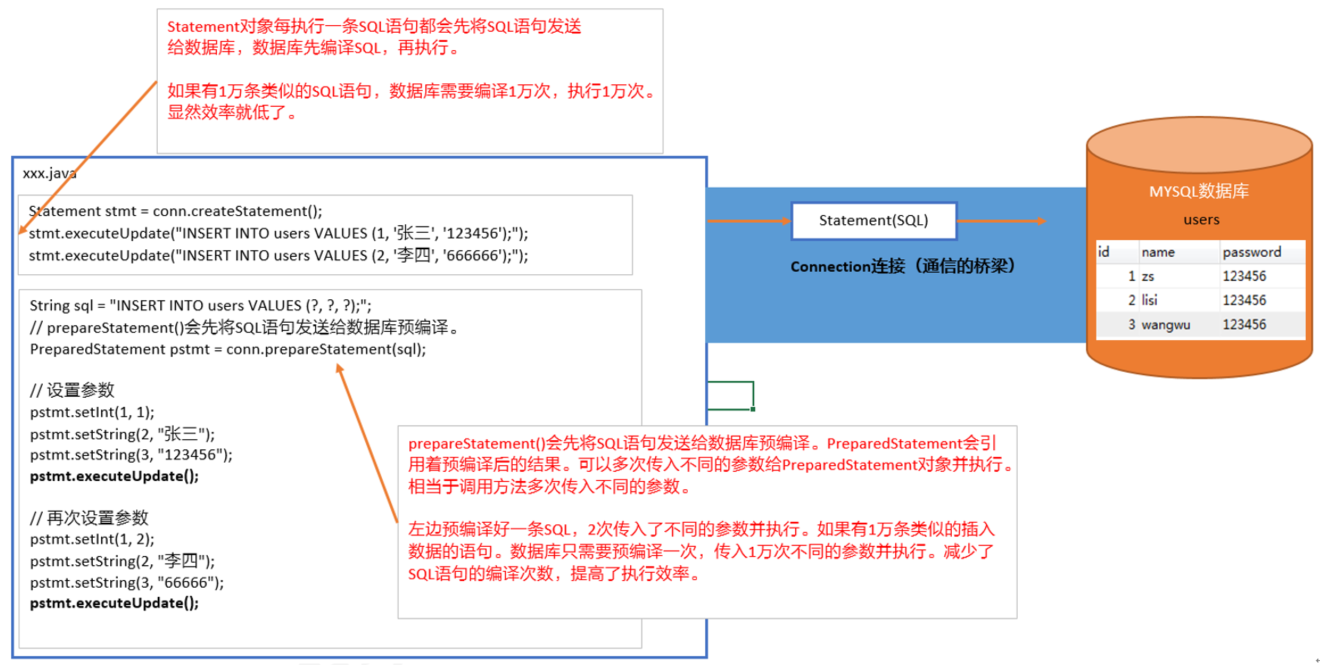 Statement对象每执行一条SQL语句都会先将SQL语句发送
给数据库，数据库先编译SQL，再执行。
如果有1万条类似的SQL语句，数据库需要编译1万次，执行1万次。
显然效率就低了。
xxx.java
Statement stmt = conn.createStatement();
stmt.executeUpdate("INSERT INTO users VALUES (1, '张三', '123456');");
stmt.executeUpdate("INSERT INTO users VALUES (2, '李四', '666666');");
String sql = "INSERT INTO users VALUES (?, ?, ?);";
// prepareStatement()会先将SQL语句发送给数据库预编译。
PreparedStatement pstmt = conn.prepareStatement(sql);
// 设置参数
pstmt.setInt(1, 1);
pstmt.setString(2, "张三");
pstmt.setString(3, "123456");
pstmt.executeUpdate();
// 再次设置参数
pstmt.setInt(1, 2);
pstmt.setString(2, "李四");
pstmt.setString(3, "66666");
pstmt.executeUpdate();
prepareStatement()会先将SQL语句发送给数据库预编译。PreparedStatement会引
用着预编译后的结果。可以多次传入不同的参数给PreparedStatement对象并执行。
相当于调用方法多次传入不同的参数。
左边预编译好一条SQL，2次传入了不同的参数并执行。如果有1万条类似的插入
数据的语句。数据库只需要预编译一次，传入1万次不同的参数并执行。减少了
SQL语句的编译次数，提高了执行效率。
Statement(SQL)
Connection连接（通信的桥梁）
MYSQL数据库
users
id name password
1 zs 123456
2 lisi 123456
3 wangwu 123456